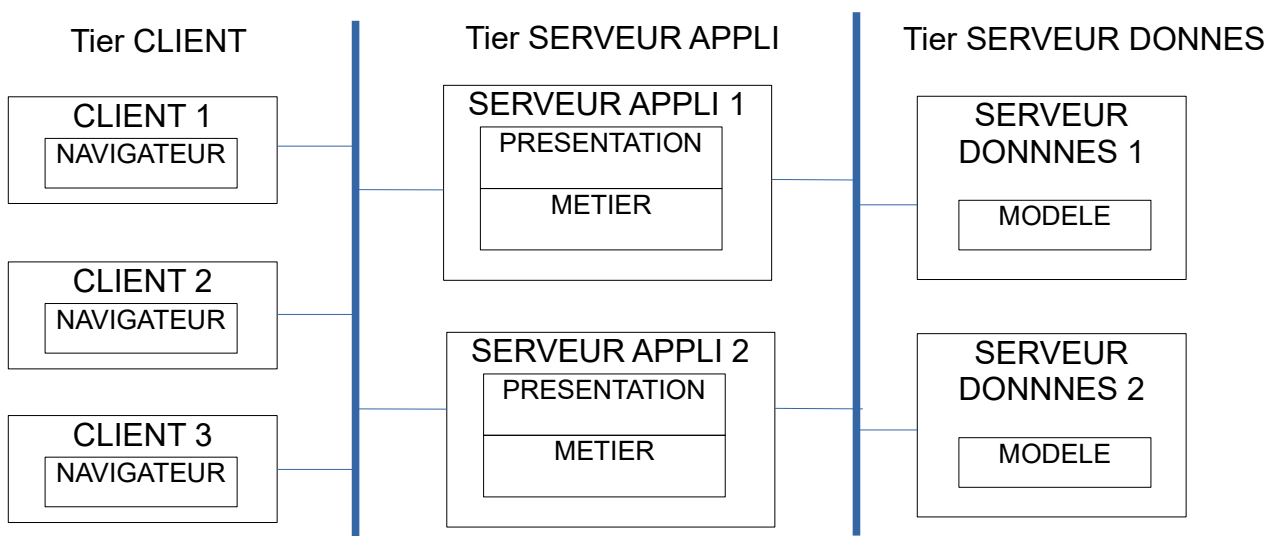 Tier CLIENT
Tier SERVEUR APPLI
Tier SERVEUR DONNES
CLIENT 1
NAVIGATEUR
CLIENT 2
NAVIGATEUR
CLIENT 3
NAVIGATEUR
SERVEUR APPLI 1
PRESENTATION
METIER
SERVEUR APPLI 2
PRESENTATION
METIER
SERVEUR
DONNNES 1
MODELE
SERVEUR
DONNNES 2
MODELE